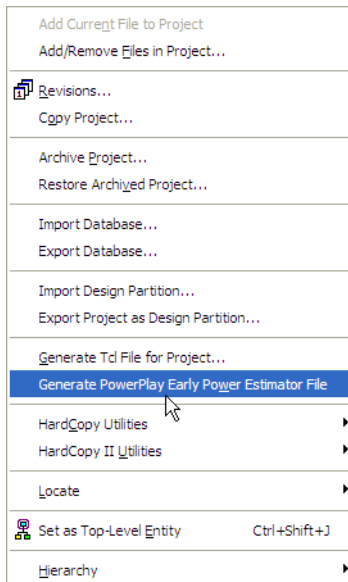 Add Current File to Project
Add/Remove Files in Project...
Revisions...
Copy Project...
Archive Project...
Restore Archived Project...
Import Database...
Export Database...
Import Design Partition...
Export Project as Design Partition...
Generate Tcl File for Project...
Generate PowerPlay Early Power Estimator File
HardCopy Utilities
HardCopy II Utilities
Locate
Set as Top-Level Entity Ctrl+Shift+J
Hierarchy